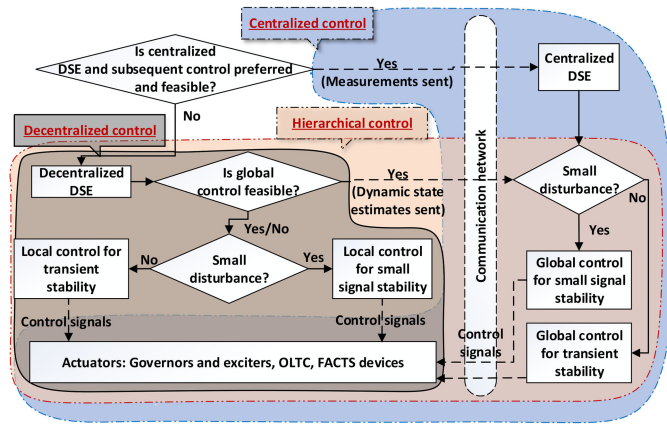 Centralized control
Is centralized
DSE and subsequent control preferred
and feasible?
Yes
(Measurements sent)
Centralized
DSE
No
Decentralized control
Hierarchical control
Communication network
Decentralized
DSE
Is global
control feasible?
Yes
(Dynamic state
estimates sent)
Small
disturbance?
No
Yes/No
Yes
Local control for
transient
stability
No
Small
disturbance?
Yes
Local control
for small
signal stability
Global control
for small signal
stability
Control signals
Control signals
Control
signals
Actuators: Governors and exciters, OLTC, FACTS devices
Global control
for transient
stability